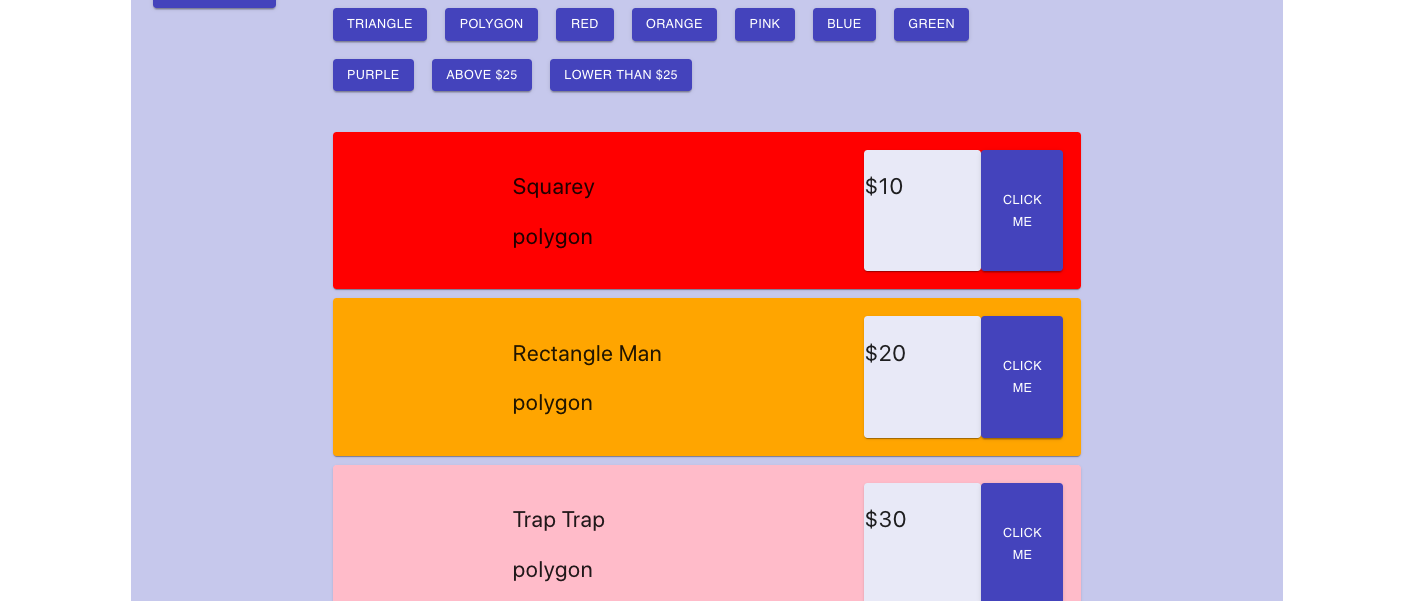 TRIANGLE POLYGON RED ORANGE PINK BLUE GREEN
PURPLE ABOVE $25 LOWER THAN $25
Squarey
polygon
$10
CLICK
ME
Rectangle Man
polygon
$20
CLICK
ME
Trap Trap
polygon
$30
CLICK
ME